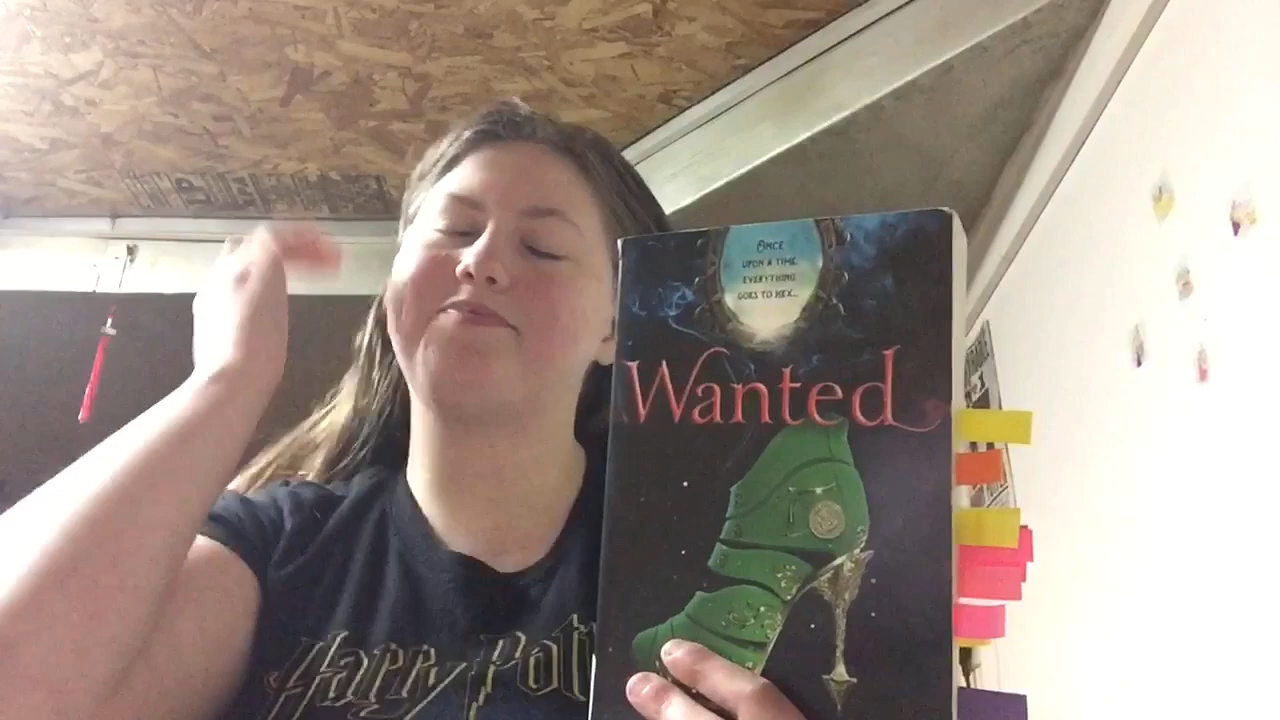 ONCE
UPON A TIME,
EVERYTHING
GOES TO HEX...
Wanted
Harry Pott